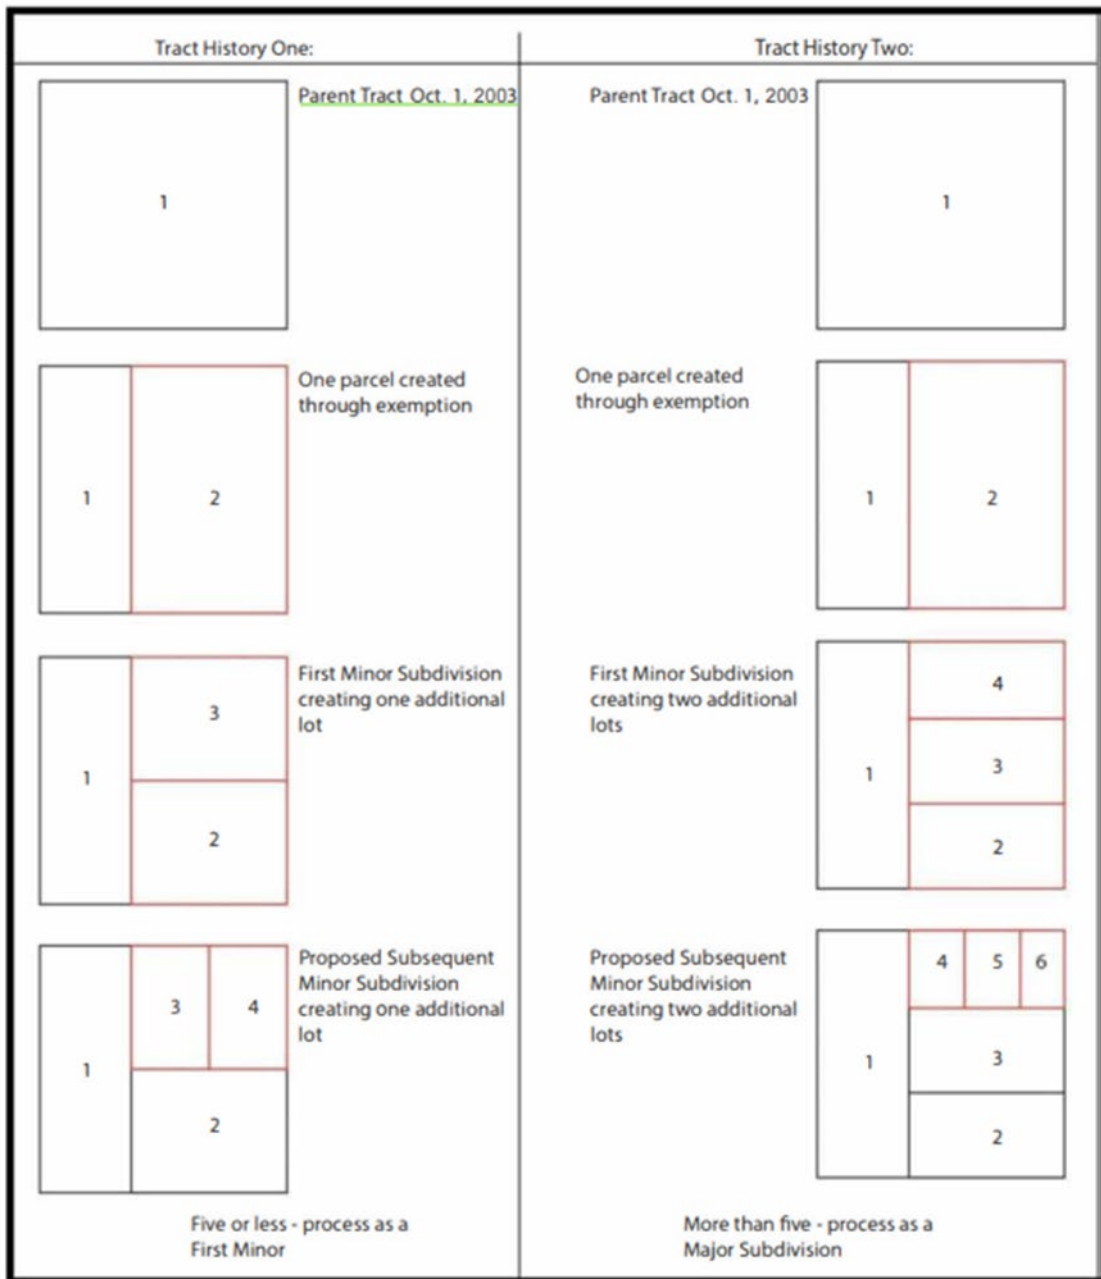 Tract History One:
Tract History Two:
Parent Tract Oct. 1, 2003
1
Parent Tract Oct. 1, 2003
1
One parcel created
through exemption
1
2
One parcel created
through exemption
1
2
First Minor Subdivision
creating one additional
lot
3
1
2
First Minor Subdivision
creating two additional
lots
4
3
1
2
Proposed Subsequent
Minor Subdivision
creating one additional
lot
3
4
1
2
Proposed Subsequent
Minor Subdivision
creating two additional
lots
4
5
6
3
1
2
Five or less - process as a
First Minor
More than five - process as a
Major Subdivision